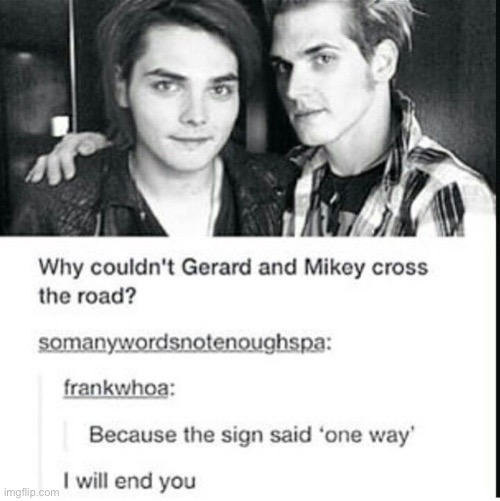 Why couldn't Gerard and Mikey cross
the road?
somanywordsnotenoughspa:
frankwhoa:
Because the sign said ‘one way’
I will end you
imgflip.com